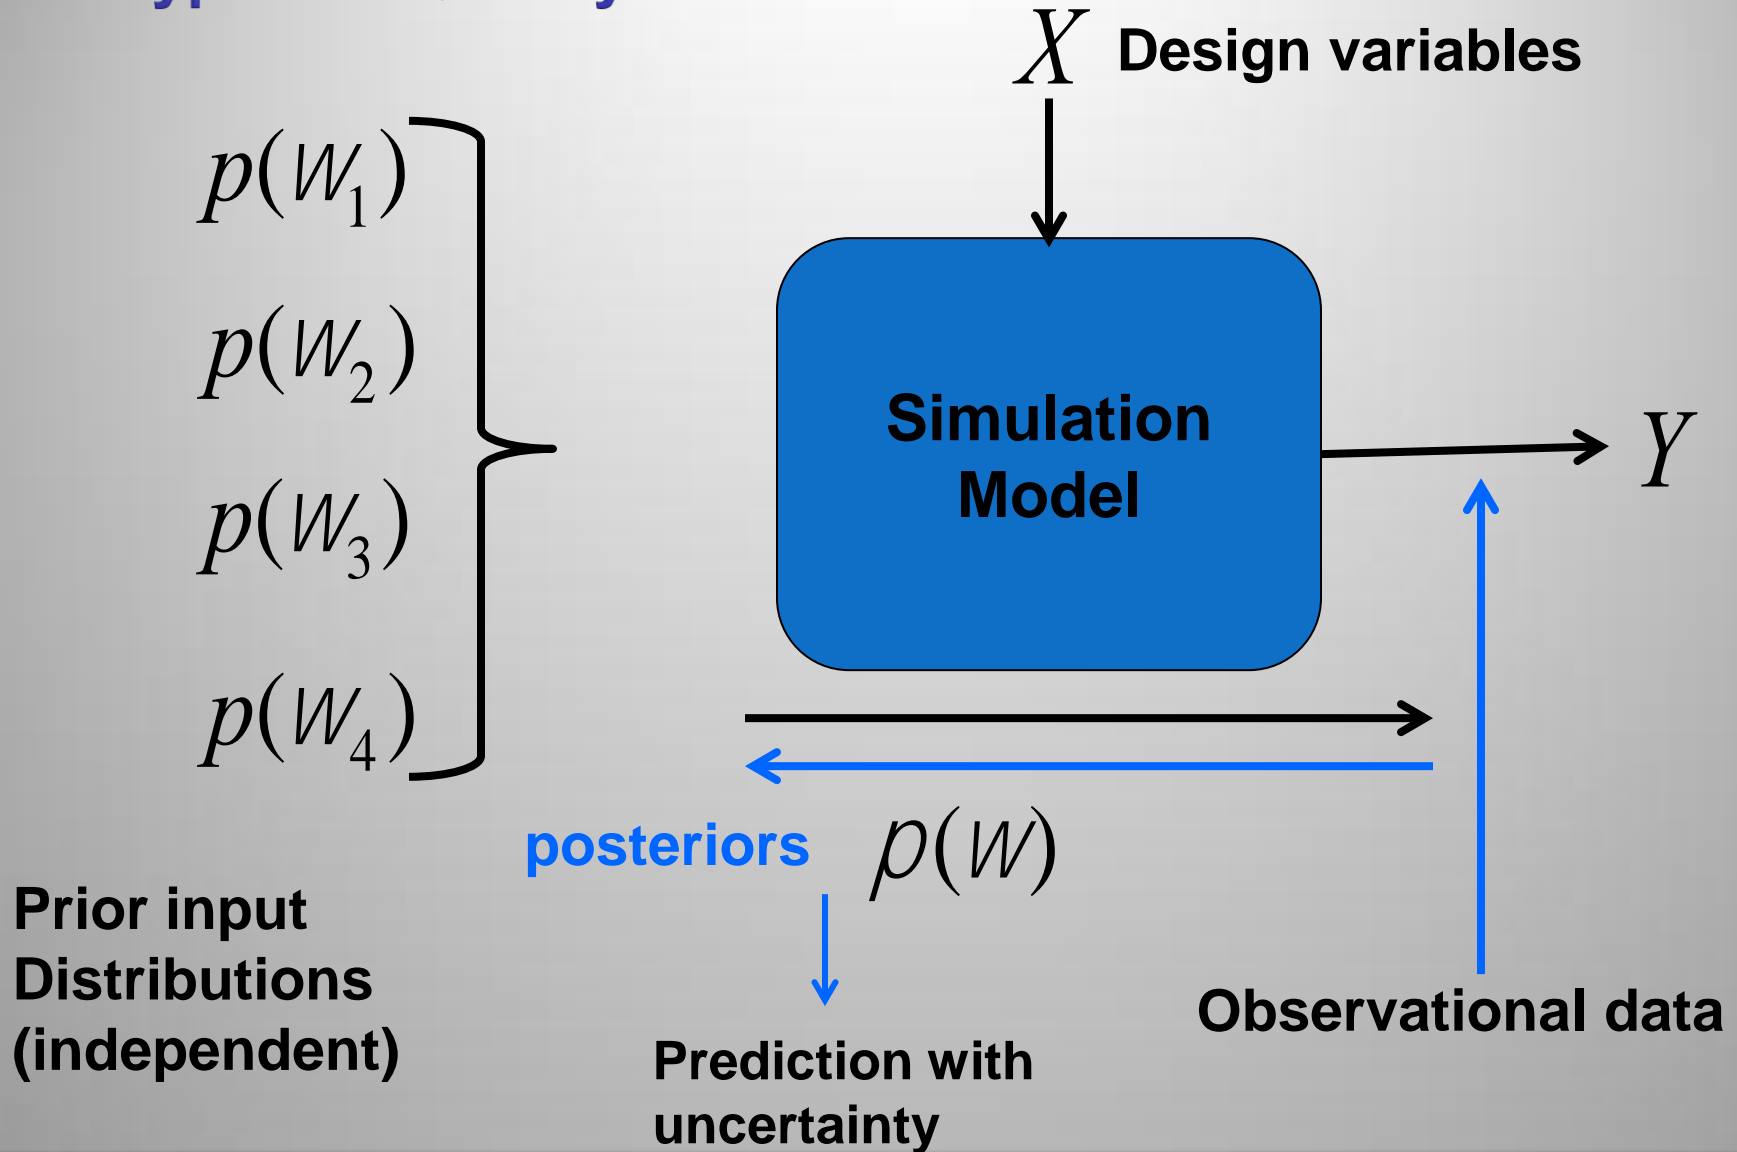 X Design variables
p(W₁)
p(W₂)
p(W₃)
p(W₄)
Simulation
Model
Y
posteriors p(W)
Prior input
Distributions
(independent)
Observational data
Prediction with
uncertainty